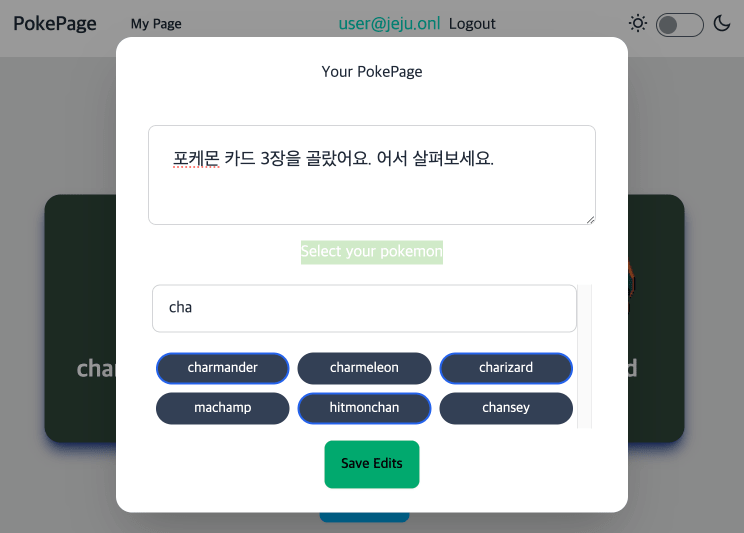 PokePage
My Page
user@jeju.onl
Logout
Your PokePage
포케몬 카드 3장을 골랐어요. 어서 살펴보세요.
Select your pokemon
cha
charmander charmeleon charizard
machamp hitmonchan chansey
Save Edits